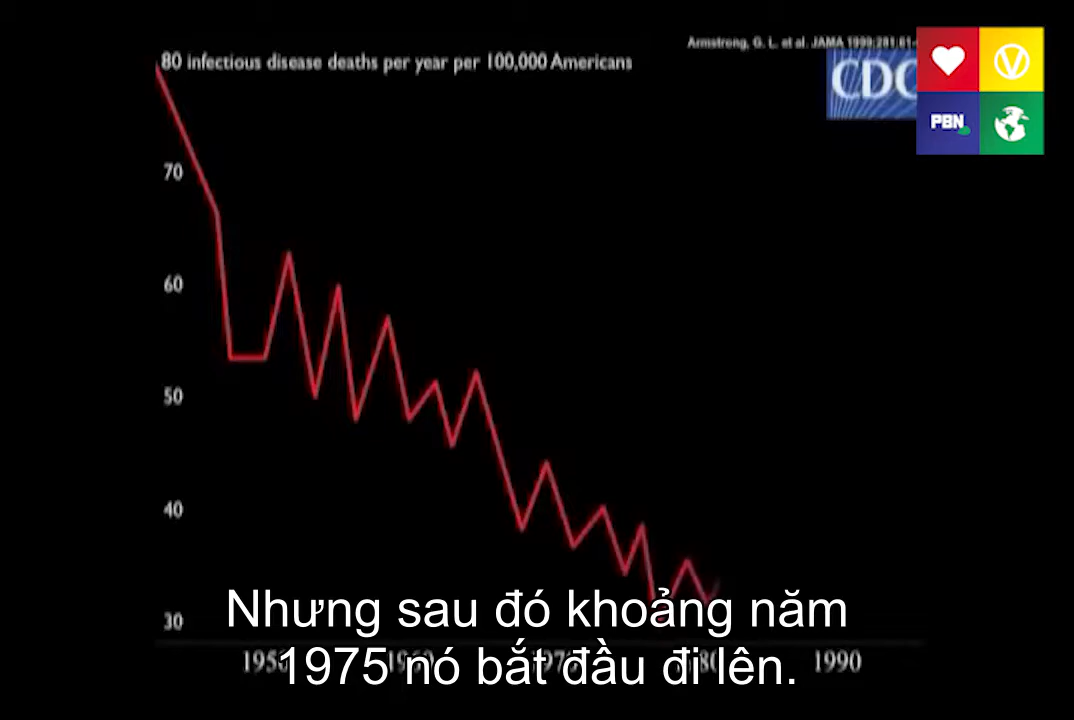 Armstrong, G. L. et al. JAMA 1999;281:61-
80 infectious disease deaths per year per 100,000 Americans
CDC
PBN
70
60
50
40
30
Nhưng sau đó khoảng năm
1975 nó bắt đầu đi lên.
1990